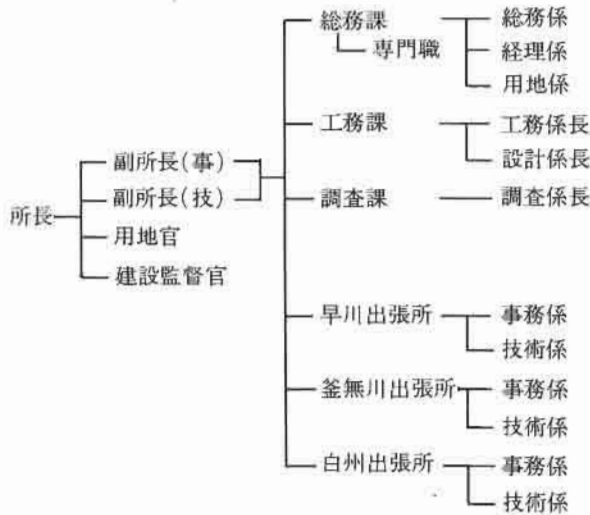 総務課
総務係
専門職
経理係
用地係
工務課
工務係長
設計係長
副所長(事)
副所長(技)
調査課
調査係長
所長
用地官
建設監督官
早川出張所
事務係
技術係
釜無川出張所
事務係
技術係
白州出張所
事務係
技術係